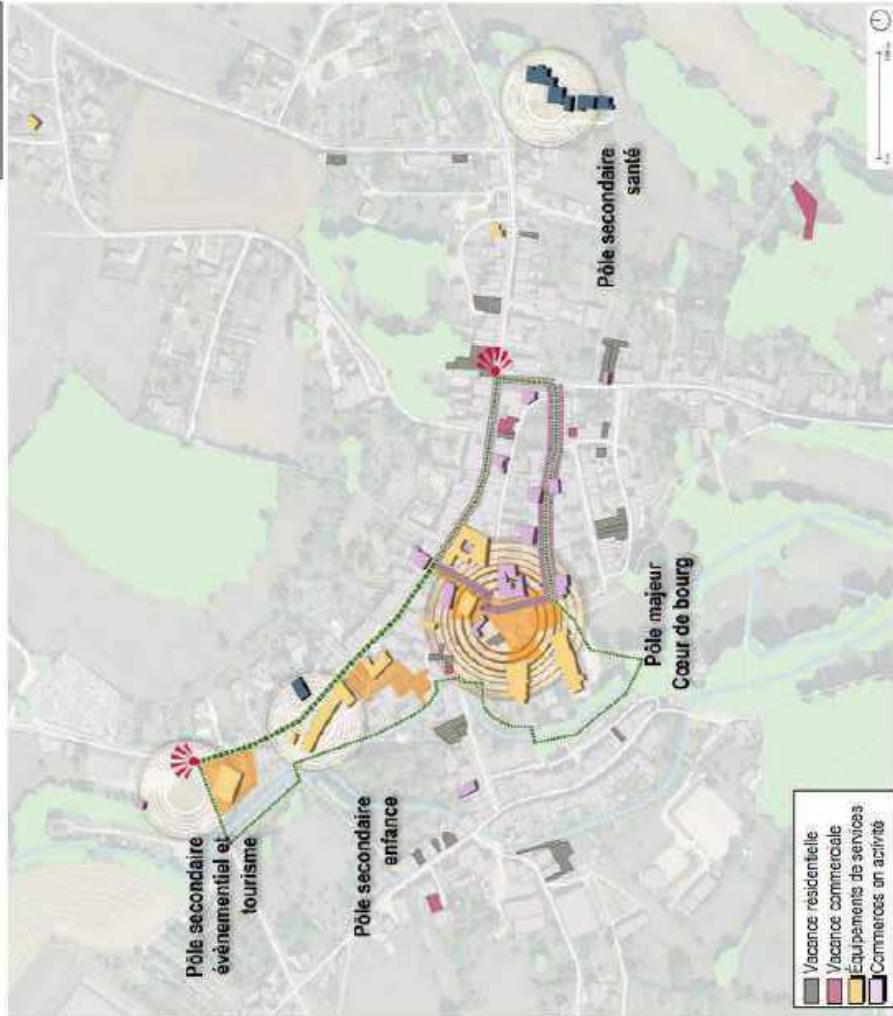 Pôle secondaire
événementiel et
tourisme
Pôle secondaire
enfance
Pôle majeur
Cœur de bourg
Pôle secondaire
santé
Vacance résidentielle
Vacance commerciale
Équipements de services
Commerces en activité